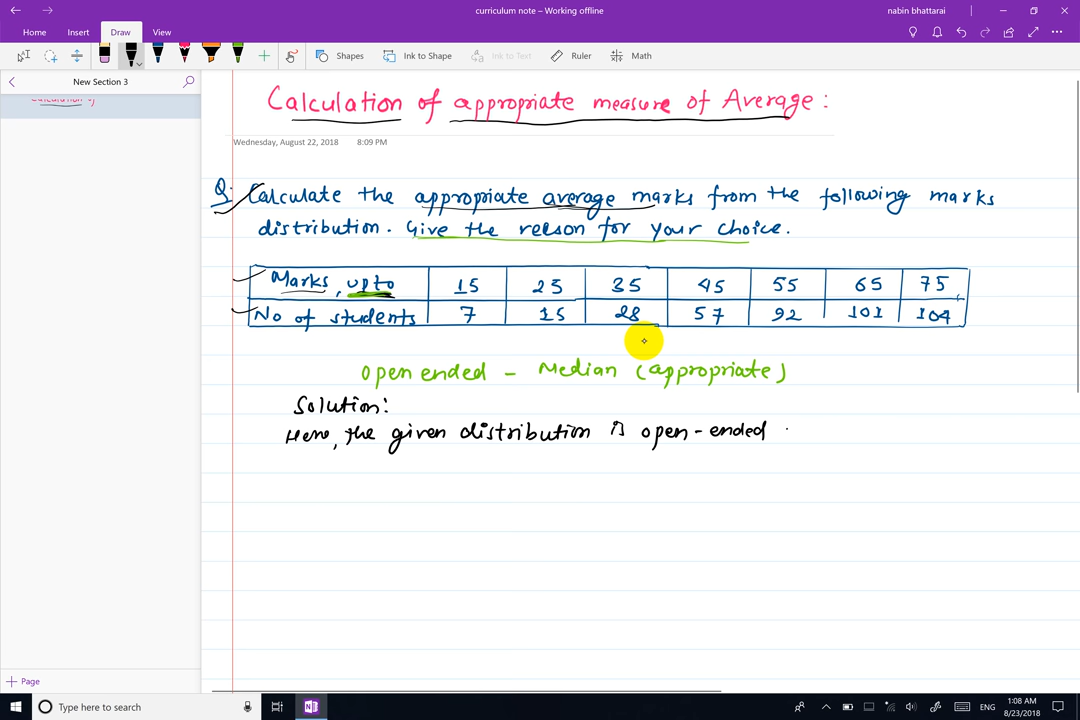 curriculum note – Working offline
nabin bhattarai
Home Insert Draw View
Shapes Ink to Shape Ink to Text Ruler Math
New Section 3
Calculation of
Calculation of appropriate measure of Average:
Wednesday, August 22, 2018 8:09 PM
Q: Calculate the appropriate average marks from the following marks
distribution. Give the reason for your choice.
Marks, upto 15 25 35 45 55 65 75
No of students 7 15 28 57 92 101 104
Open ended - Median (appropriate)
Solution:
Here, the given distribution is open-ended
+ Page
Type here to search
ENG
1:08 AM
8/23/2018